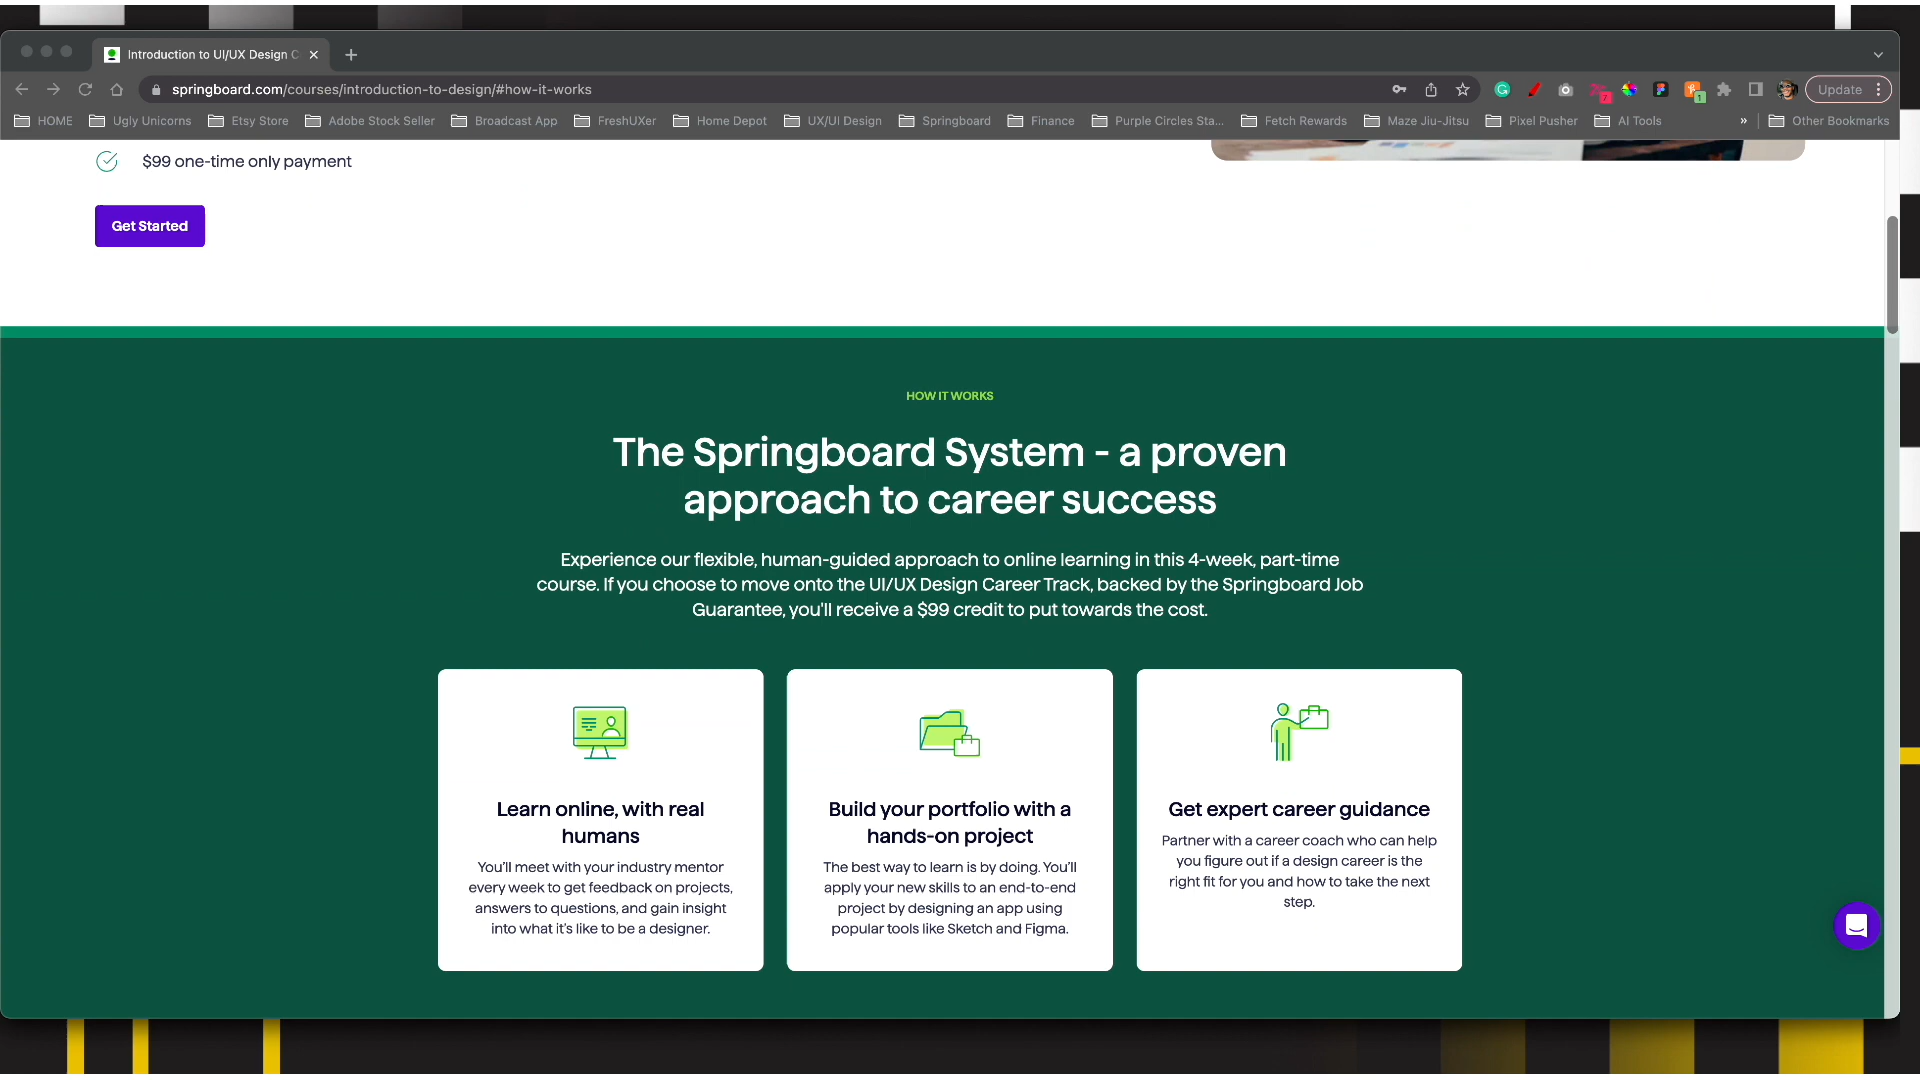 Introduction to UI/UX Design C
springboard.com/courses/introduction-to-design/#how-it-works
7
1
Update
HOME
Ugly Unicorns
Etsy Store
Adobe Stock Seller
Broadcast App
FreshUXer
Home Depot
UX/UI Design
Springboard
Finance
Purple Circles Sta...
Fetch Rewards
Maze Jiu-Jitsu
Pixel Pusher
AI Tools
»
Other Bookmarks
$99 one-time only payment
Get Started
HOW IT WORKS
The Springboard System - a proven
approach to career success
Experience our flexible, human-guided approach to online learning in this 4-week, part-time
course. If you choose to move onto the UI/UX Design Career Track, backed by the Springboard Job
Guarantee, you'll receive a $99 credit to put towards the cost.
Learn online, with real
humans
You'll meet with your industry mentor
every week to get feedback on projects,
answers to questions, and gain insight
into what it's like to be a designer.
Build your portfolio with a
hands-on project
The best way to learn is by doing. You'll
apply your new skills to an end-to-end
project by designing an app using
popular tools like Sketch and Figma.
Get expert career guidance
Partner with a career coach who can help
you figure out if a design career is the
right fit for you and how to take the next
step.